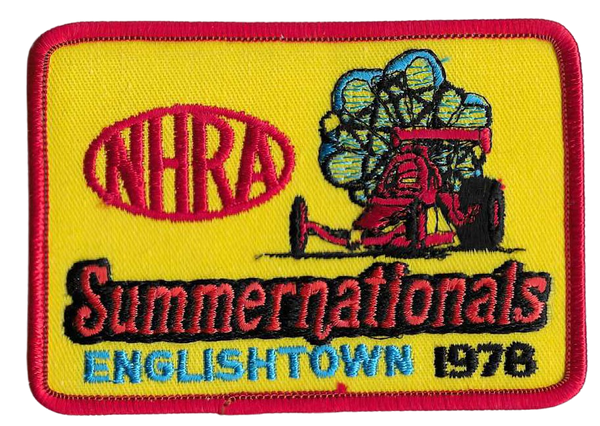 NHRA
Summernationals
ENGLISHTOWN 1978